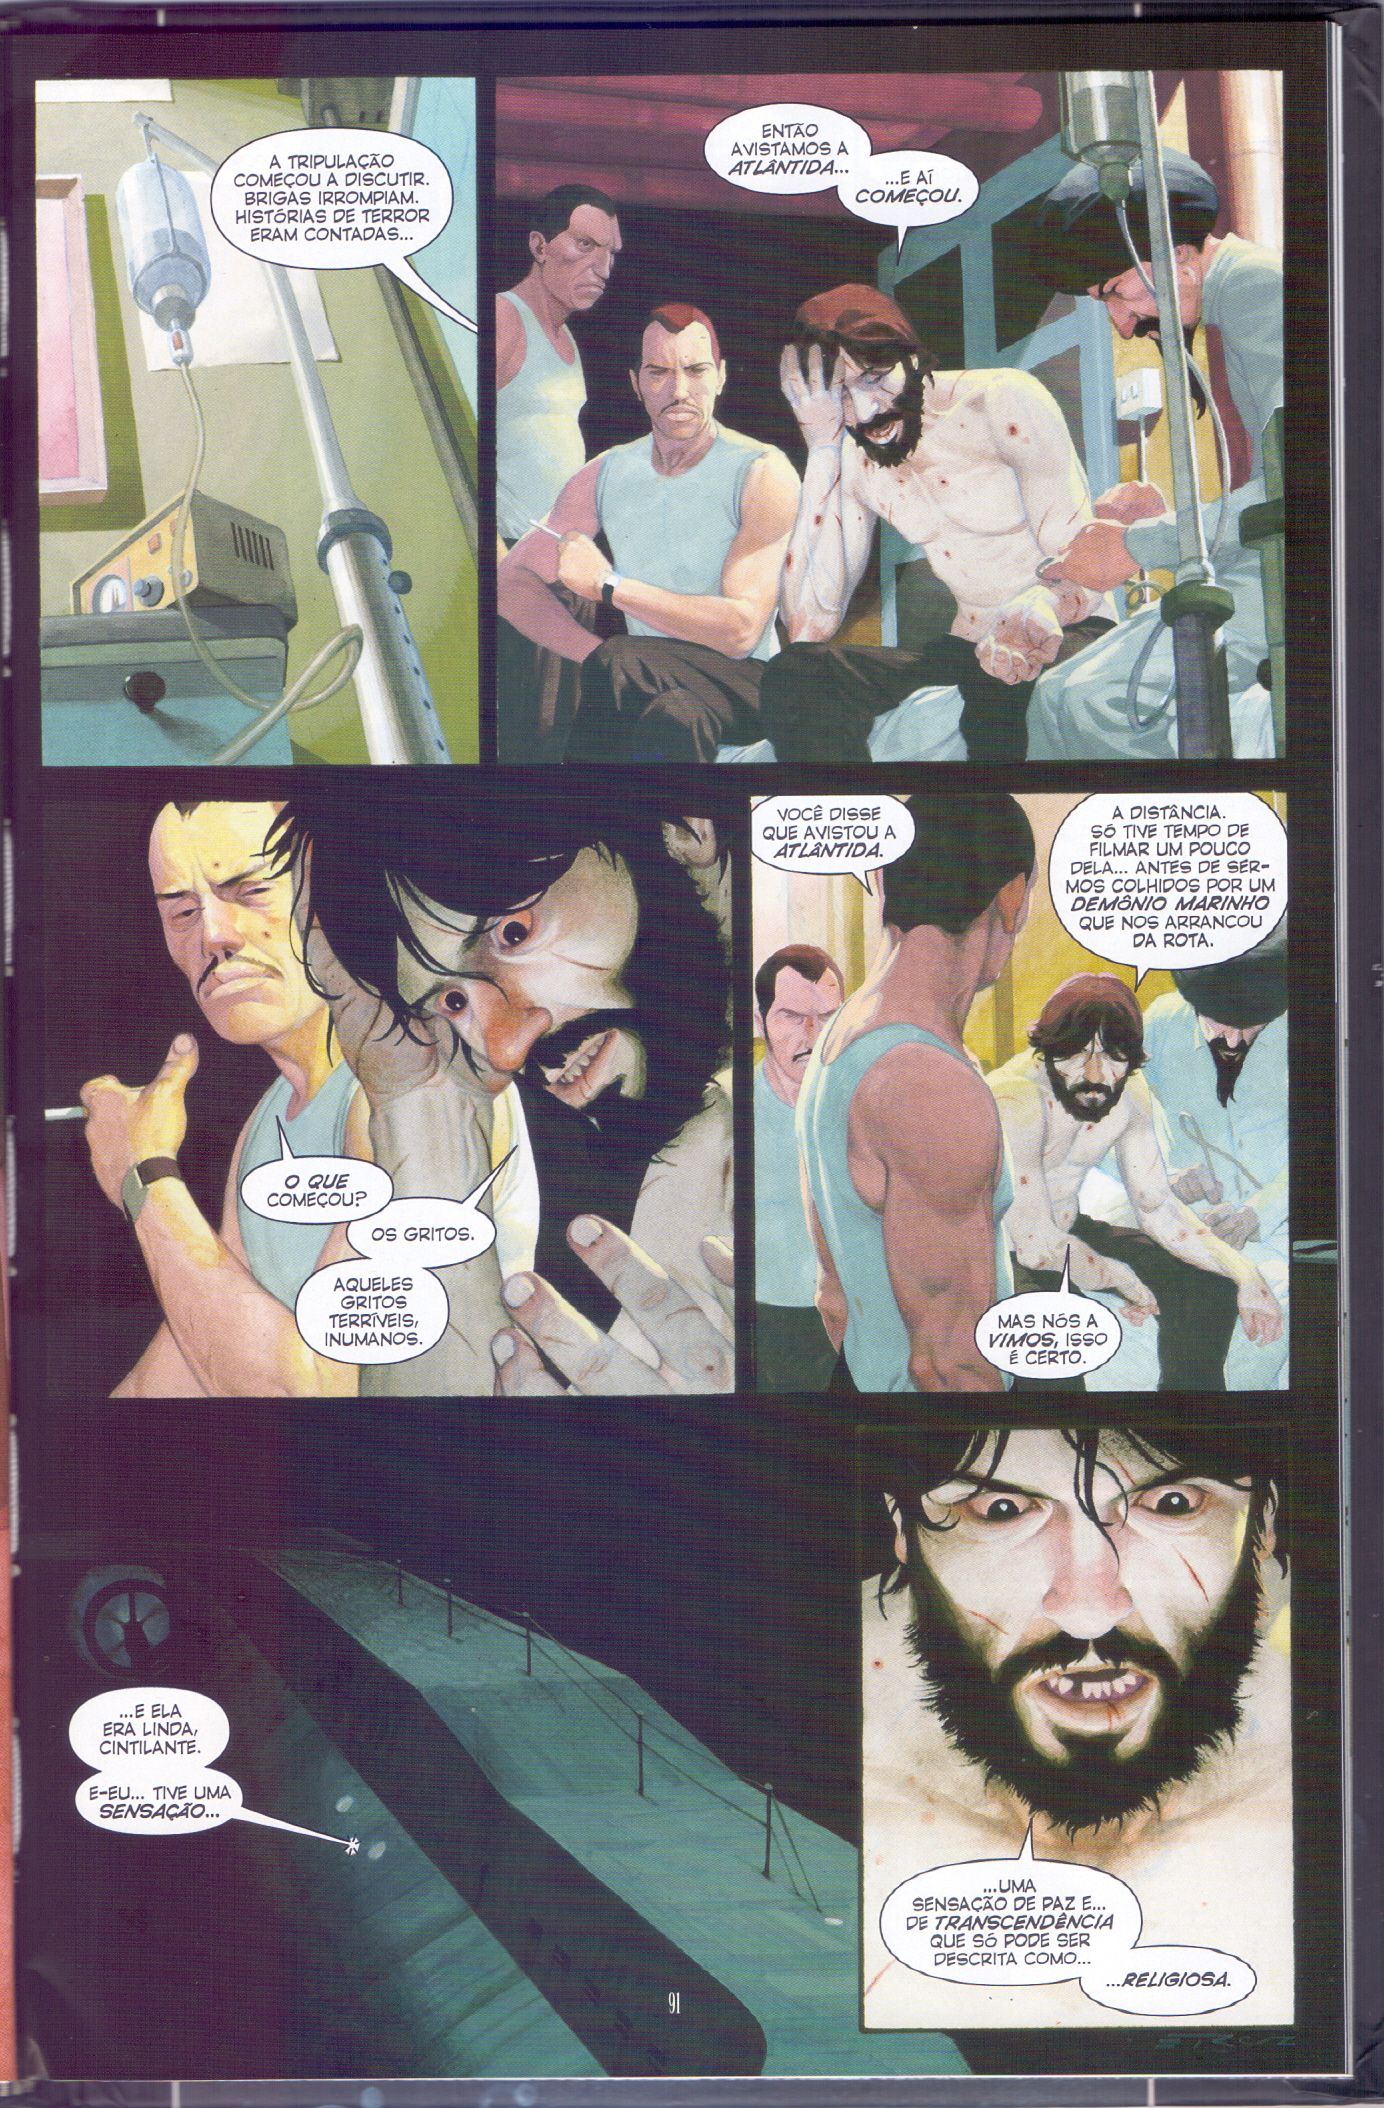 A TRIPULAÇÃO
COMEÇOU A DISCUTIR.
BRIGAS IRROMPIAM.
HISTÓRIAS DE TERROR
ERAM CONTADAS...
ENTÃO
AVISTAMOS A
ATLÂNTIDA...
...E AÍ
COMEÇOU.
O QUE
COMEÇOU?
OS GRITOS.
AQUELES
GRITOS
TERRÍVEIS,
INUMANOS.
VOCÊ DISSE
QUE AVISTOU A
ATLÂNTIDA.
A DISTÂNCIA.
SÓ TIVE TEMPO DE
FILMAR UM POUCO
DELA... ANTES DE SER-
MOS COLHIDOS POR UM
DEMÔNIO MARINHO
QUE NOS ARRANCOU
DA ROTA.
MAS NÓS A
VIMOS, ISSO
É CERTO.
...E ELA
ERA LINDA,
CINTILANTE.
E-EU... TIVE UMA
SENSAÇÃO...
...UMA
SENSAÇÃO DE PAZ E...
DE TRANSCENDÊNCIA
QUE SÓ PODE SER
DESCRITA COMO...
...RELIGIOSA.
91